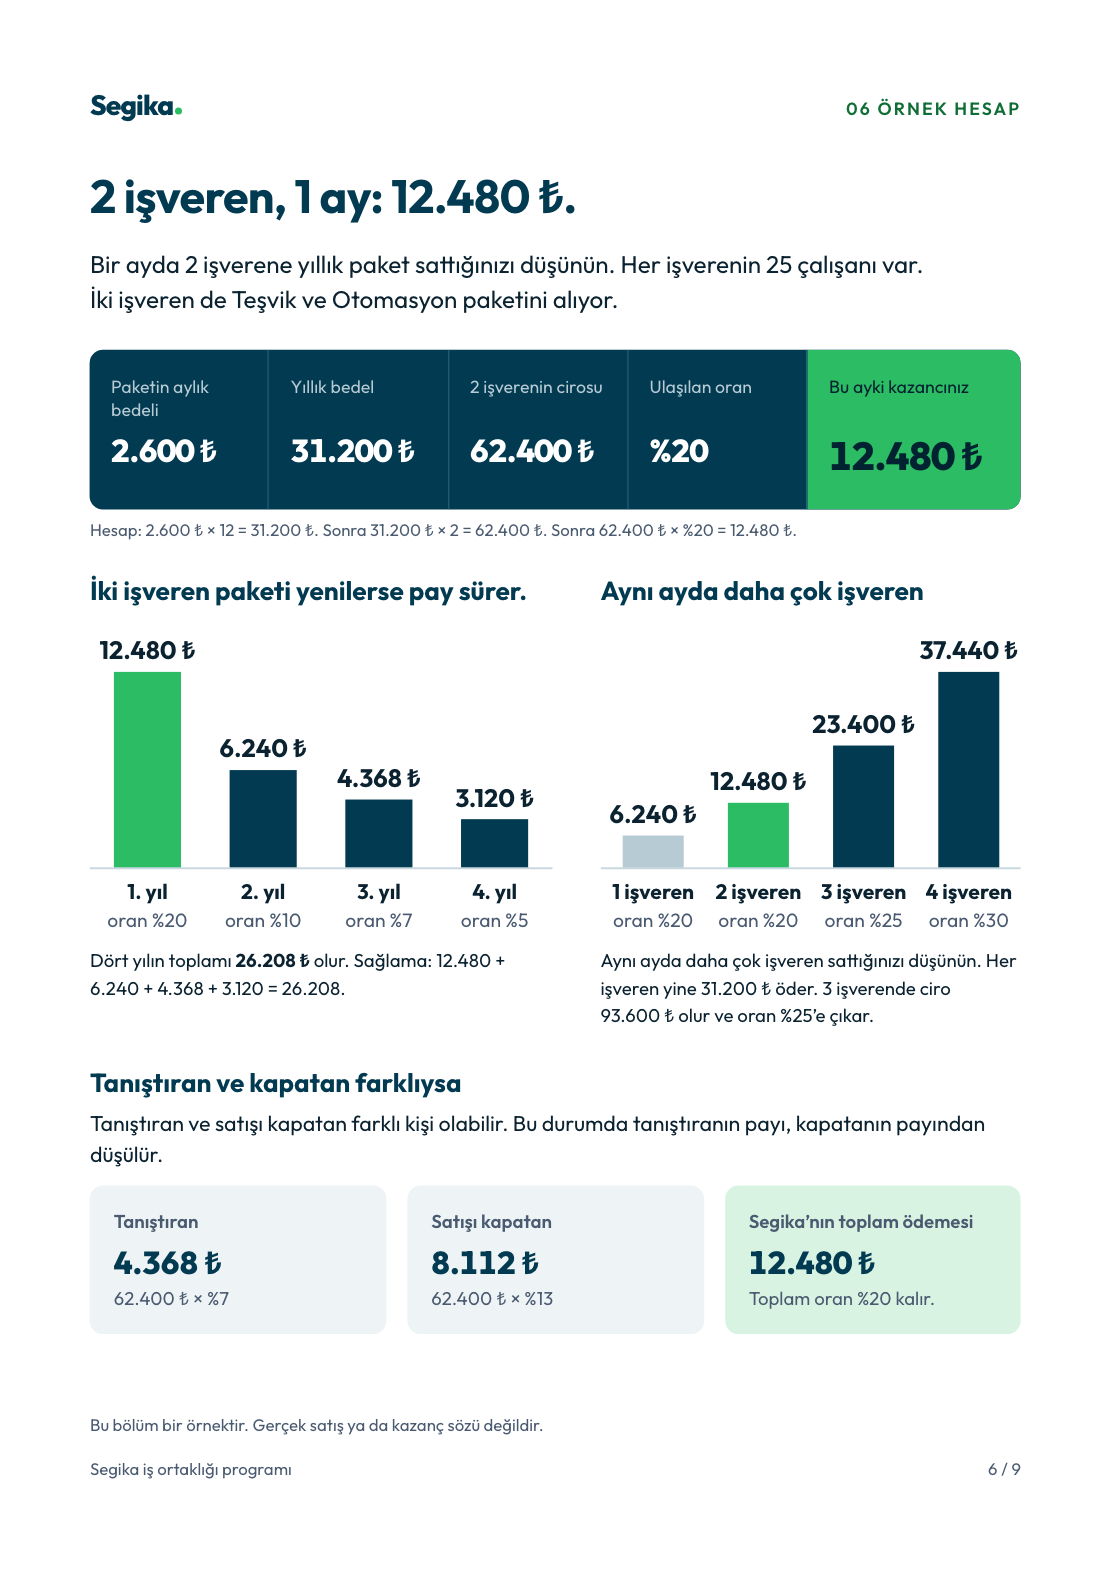 Segika.
06 ÖRNEK HESAP
2 işveren, 1 ay: 12.480 ₺.
Bir ayda 2 işverene yıllık paket sattığınızı düşünün. Her işverenin 25 çalışanı var.
İki işveren de Teşvik ve Otomasyon paketini alıyor.
Paketin aylık
bedeli
2.600 ₺
Yıllık bedel
31.200 ₺
2 işverenin cirosu
62.400 ₺
Ulaşılan oran
%20
Bu ayki kazancınız
12.480 ₺
Hesap: 2.600 ₺ × 12 = 31.200 ₺. Sonra 31.200 ₺ × 2 = 62.400 ₺. Sonra 62.400 ₺ × %20 = 12.480 ₺.
İki işveren paketi yenilerse pay sürer.
12.480 ₺
6.240 ₺
4.368 ₺
3.120 ₺
1. yıl
2. yıl
3. yıl
4. yıl
oran %20
oran %10
oran %7
oran %5
Dört yılın toplamı 26.208 ₺ olur. Sağlama: 12.480 +
6.240 + 4.368 + 3.120 = 26.208.
Aynı ayda daha çok işveren
6.240 ₺
12.480 ₺
23.400 ₺
37.440 ₺
1 işveren
2 işveren
3 işveren
4 işveren
oran %20
oran %20
oran %25
oran %30
Aynı ayda daha çok işveren sattığınızı düşünün. Her
işveren yine 31.200 ₺ öder. 3 işverende ciro
93.600 ₺ olur ve oran %25’e çıkar.
Tanıştıran ve kapatan farklıysa
Tanıştıran ve satışı kapatan farklı kişi olabilir. Bu durumda tanıştıranın payı, kapatanın payından
düşülür.
Tanıştıran
4.368 ₺
62.400 ₺ × %7
Satışı kapatan
8.112 ₺
62.400 ₺ × %13
Segika’nın toplam ödemesi
12.480 ₺
Toplam oran %20 kalır.
Bu bölüm bir örnektir. Gerçek satış ya da kazanç sözü değildir.
Segika iş ortaklığı programı
6 / 9